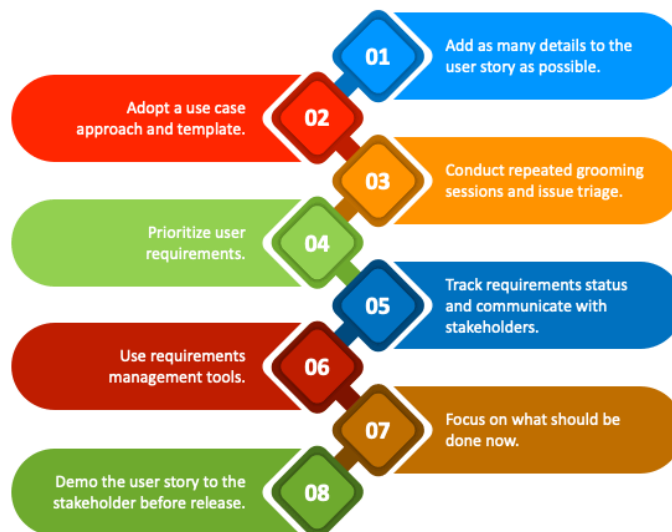 01
Add as many details to the
user story as possible.
Adopt a use case
approach and template.
02
03
Conduct repeated grooming
sessions and issue triage.
Prioritize user
requirements.
04
05
Track requirements status
and communicate with
stakeholders.
Use requirements
management tools.
06
07
Focus on what should be
done now.
Demo the user story to the
stakeholder before release.
08